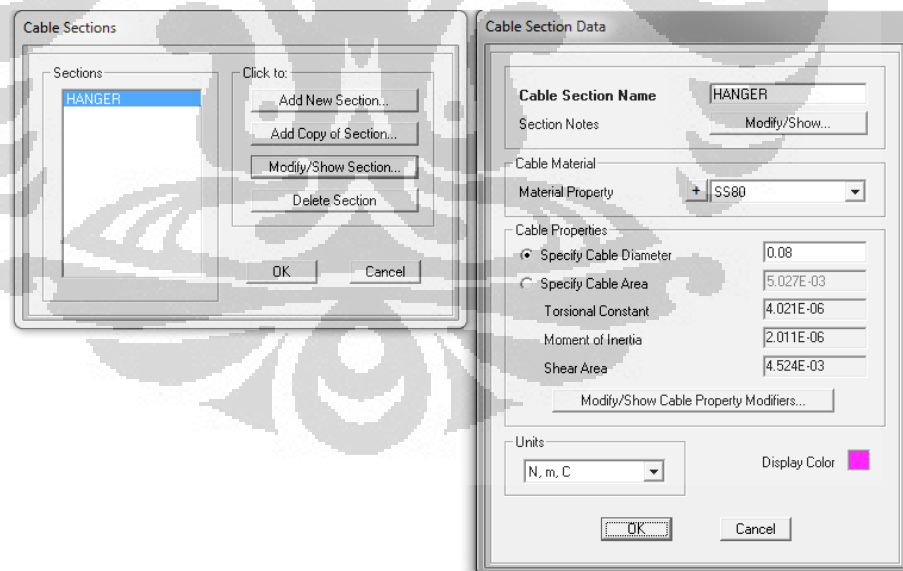 Cable Sections
Sections
HANGER
Click to:
Add New Section...
Add Copy of Section...
Modify/Show Section...
Delete Section
OK
Cancel
Cable Section Data
Cable Section Name
HANGER
Section Notes
Modify/Show...
Cable Material
Material Property
+
SS80
Cable Properties
Specify Cable Diameter
0.08
Specify Cable Area
5.027E-03
Torsional Constant
4.021E-06
Moment of Inertia
2.011E-06
Shear Area
4.524E-03
Modify/Show Cable Property Modifiers...
Units
N, m, C
Display Color
OK
Cancel